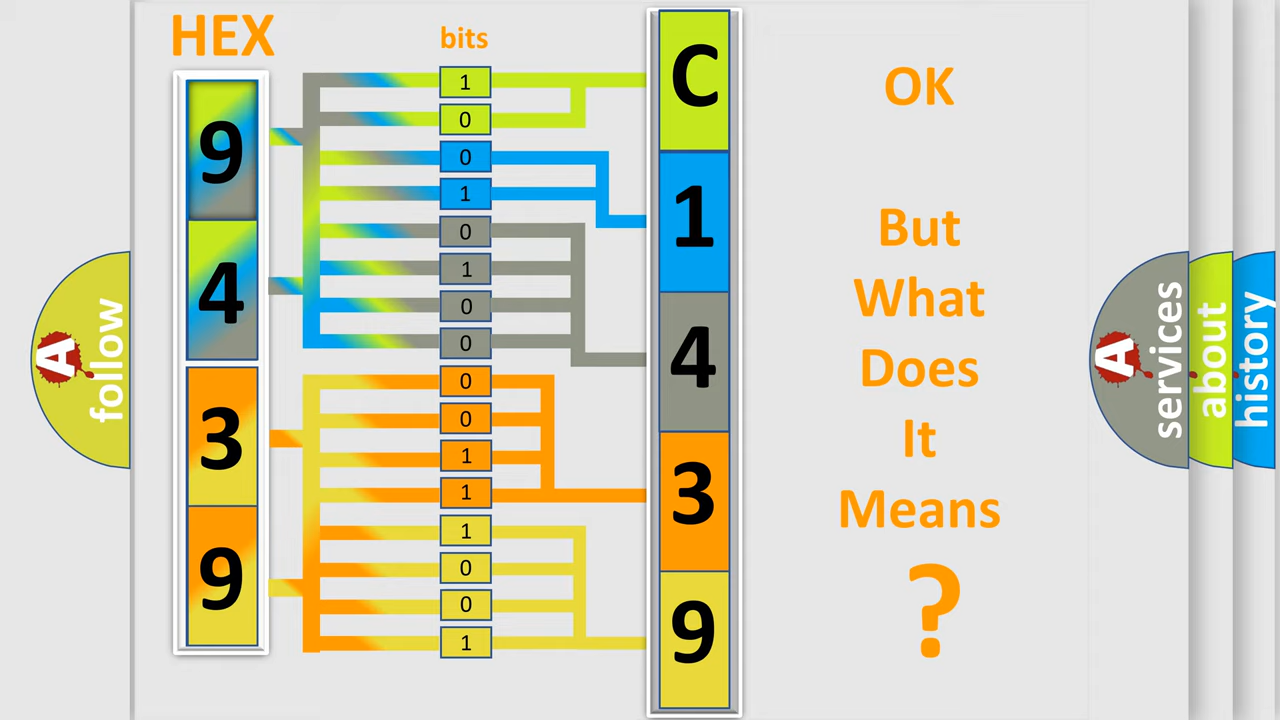 HEX
bits
9
4
3
9
1
0
0
1
0
1
0
0
0
0
1
1
1
0
0
1
C
1
4
3
9
OK
But
What
Does
It
Means
?
A
follow
A
services
about
history